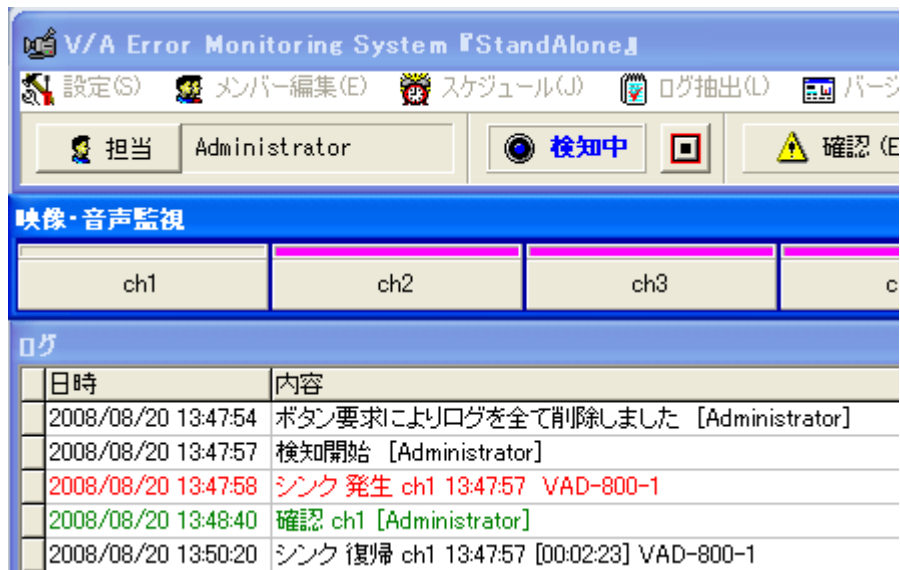 V/A Error Monitoring System『StandAlone』
設定(S) メンバー編集(E) スケジュール(J) ログ抽出(L) バージ
担当 Administrator 検知中 確認 (E
映像・音声監視
ch1 ch2 ch3 c
ログ
日時 内容
2008/08/20 13:47:54 ボタン要求によりログを全て削除しました [Administrator]
2008/08/20 13:47:57 検知開始 [Administrator]
2008/08/20 13:47:58 シンク 発生 ch1 13:47:57 VAD-800-1
2008/08/20 13:48:40 確認 ch1 [Administrator]
2008/08/20 13:50:20 シンク 復帰 ch1 13:47:57 [00:02:23] VAD-800-1